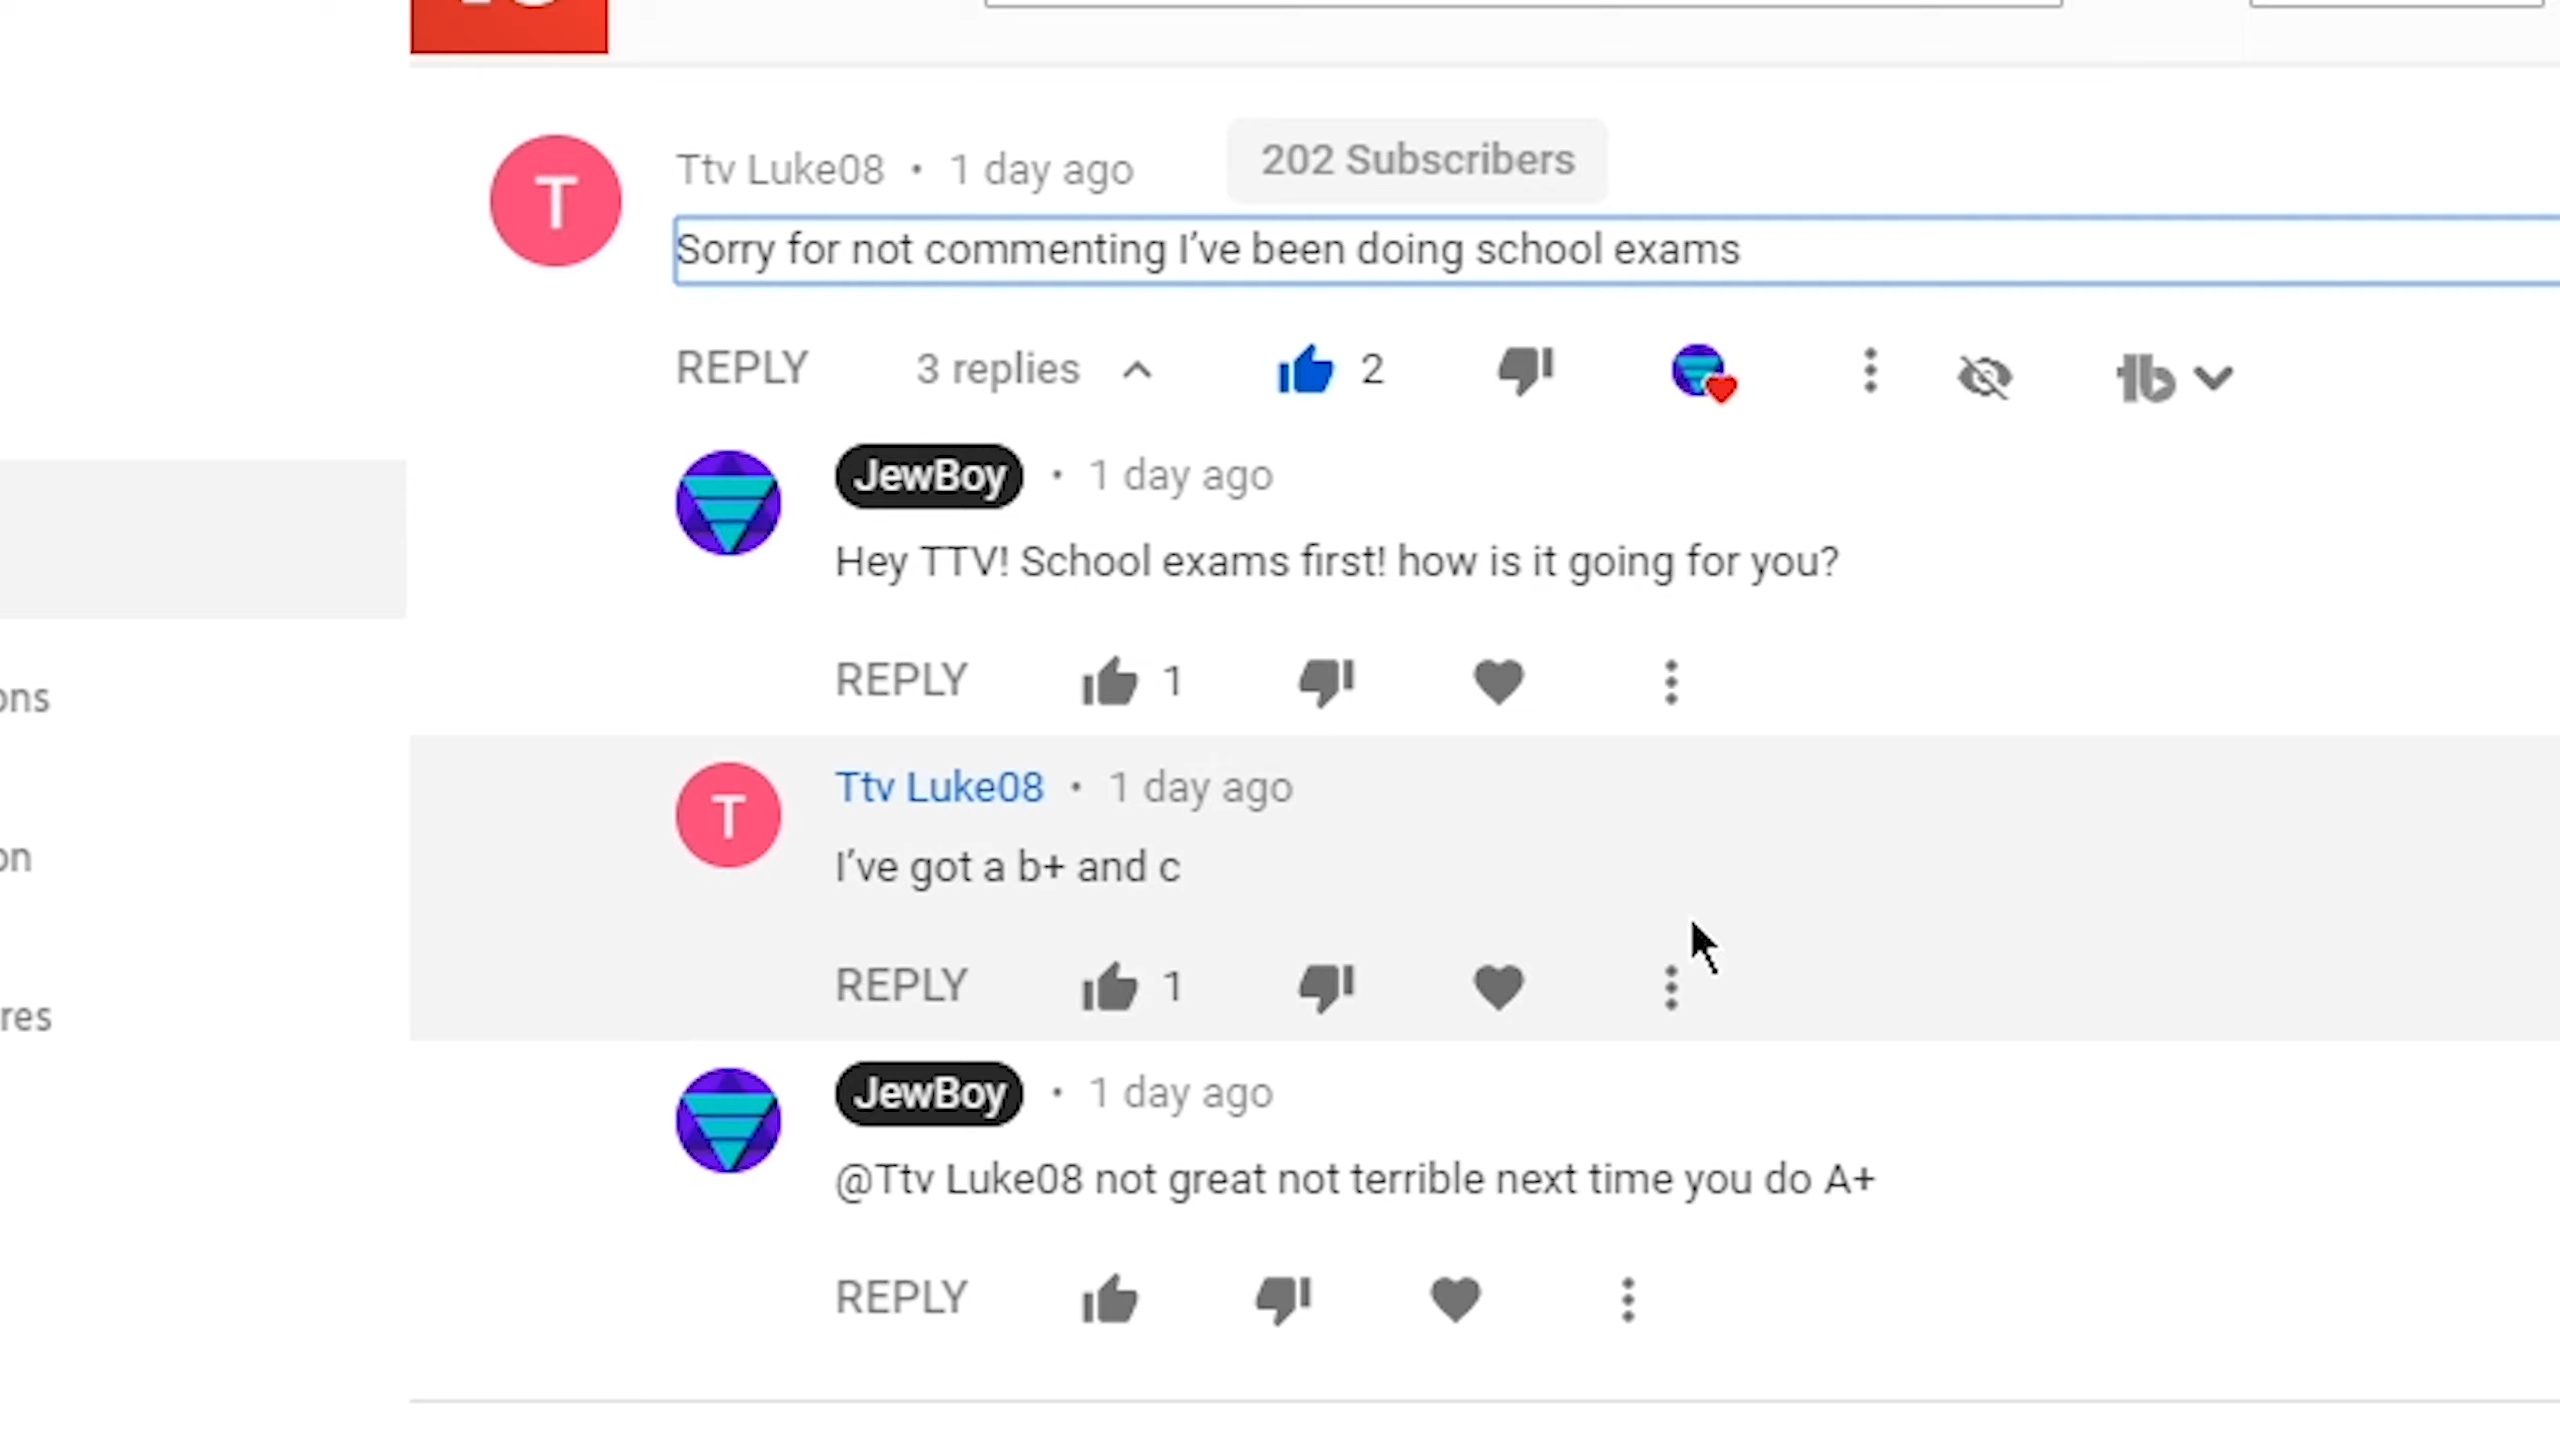 Ttv Luke08 • 1 day ago 202 Subscribers
Sorry for not commenting I’ve been doing school exams
REPLY 3 replies 2
JewBoy • 1 day ago
Hey TTV! School exams first! how is it going for you?
REPLY 1
ons
Ttv Luke08 • 1 day ago
I’ve got a b+ and c
on
REPLY 1
res
JewBoy • 1 day ago
@Ttv Luke08 not great not terrible next time you do A+
REPLY